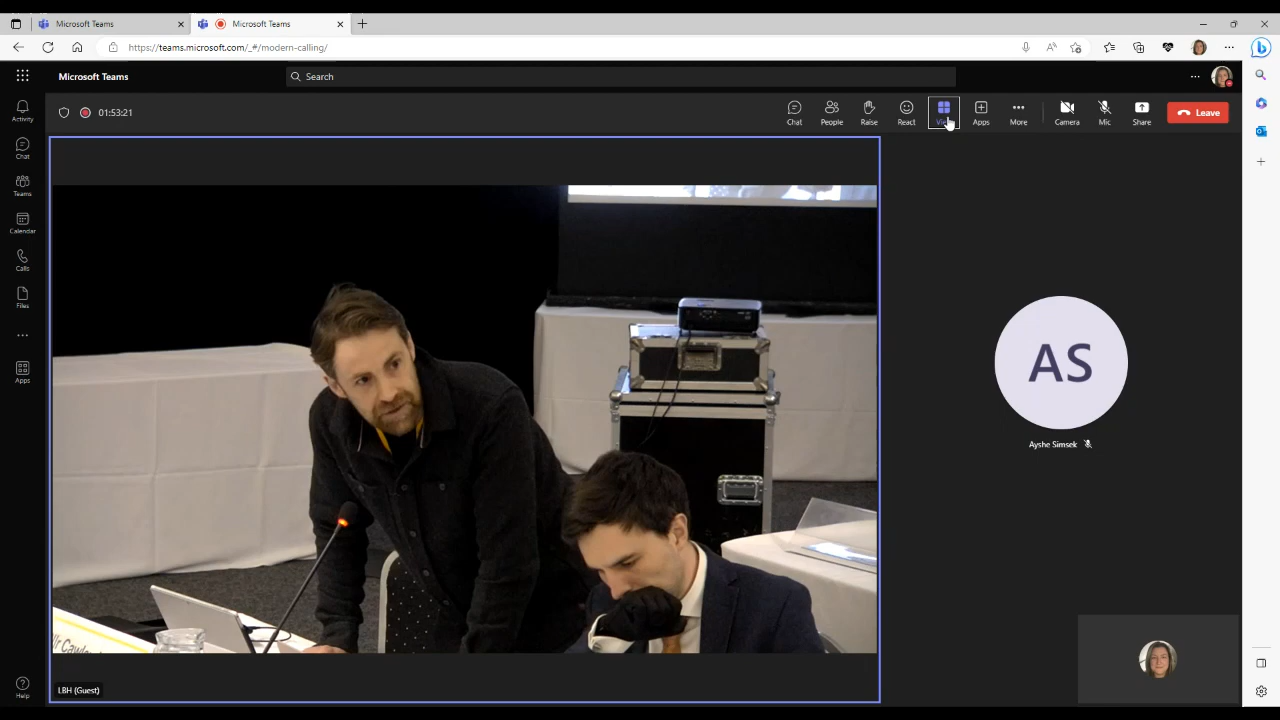 Microsoft Teams
Microsoft Teams
https://teams.microsoft.com/_#/modern-calling/
Microsoft Teams
Search
01:53:21
Chat
People
Raise
React
View
Apps
More
Camera
Mic
Share
Leave
Activity
Chat
Teams
Calendar
Calls
Files
Apps
Help
AS
Ayshe Simsek
LBH (Guest)